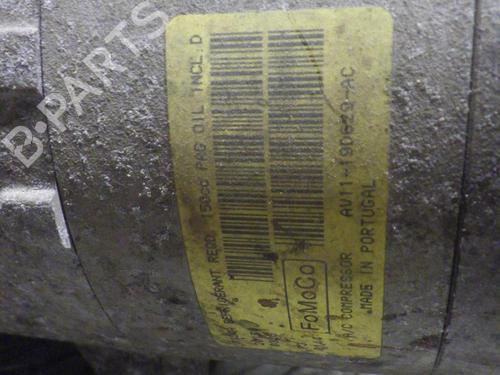 B-PARTS
REFRIGERANT REQD. 150cc PAG OIL INCL.D
AV11-19D629-AC
FoMoCo
A/C COMPRESSOR
MADE IN PORTUGAL